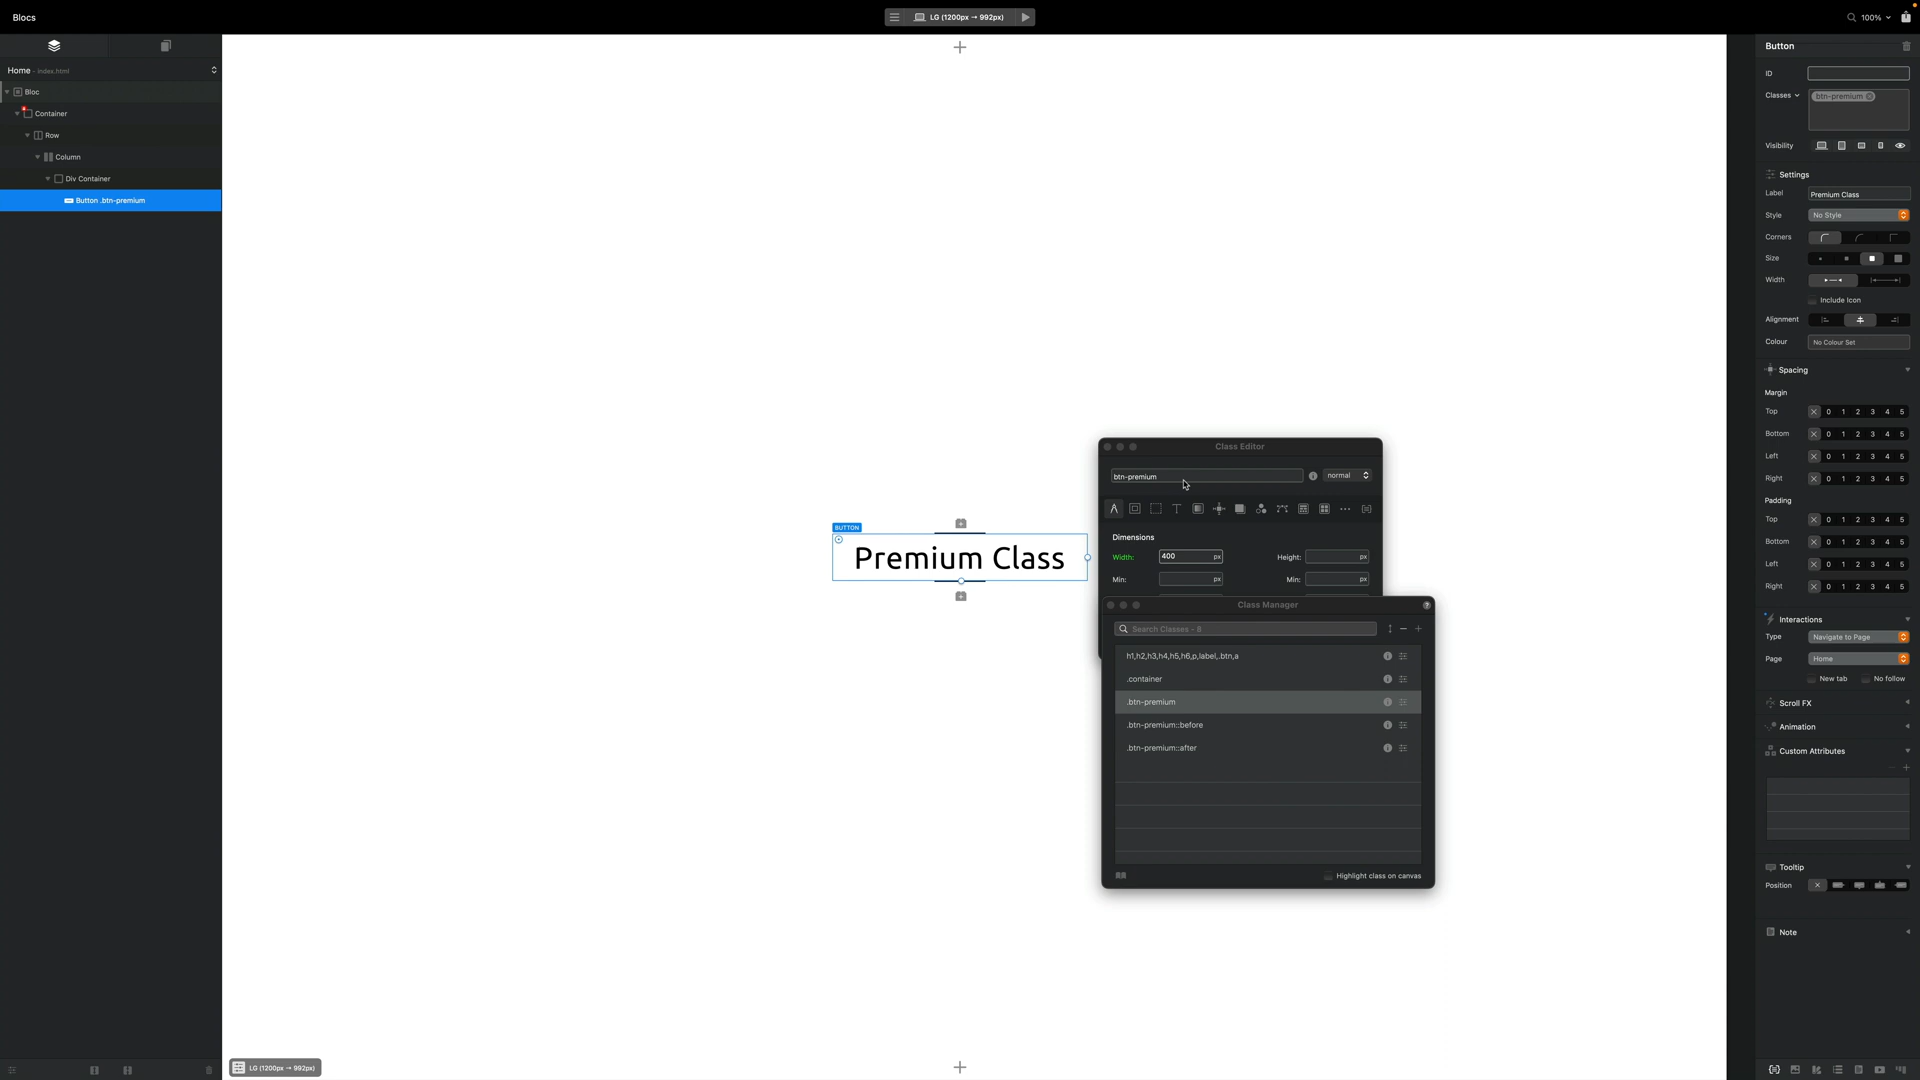 Blocs
LG (1200px → 992px)
100%
Home - index.html
Bloc
Container
Row
Column
Div Container
Button .btn-premium
BUTTON
Premium Class
LG (1200px → 992px)
Class Editor
btn-premium
normal
Dimensions
Width: 400 px
Height: px
Min: px
Min: px
Class Manager
Search Classes - 8
h1,h2,h3,h4,h5,h6,p,label,.btn,a
.container
.btn-premium
.btn-premium::before
.btn-premium::after
Highlight class on canvas
Button
ID
Classes
btn-premium
Visibility
Settings
Label Premium Class
Style No Style
Corners
Size
Width
Include Icon
Alignment
Colour No Colour Set
Spacing
Margin
Top 0 1 2 3 4 5
Bottom 0 1 2 3 4 5
Left 0 1 2 3 4 5
Right 0 1 2 3 4 5
Padding
Top 0 1 2 3 4 5
Bottom 0 1 2 3 4 5
Left 0 1 2 3 4 5
Right 0 1 2 3 4 5
Interactions
Type Navigate to Page
Page Home
New tab No follow
Scroll FX
Animation
Custom Attributes
Tooltip
Position
Note